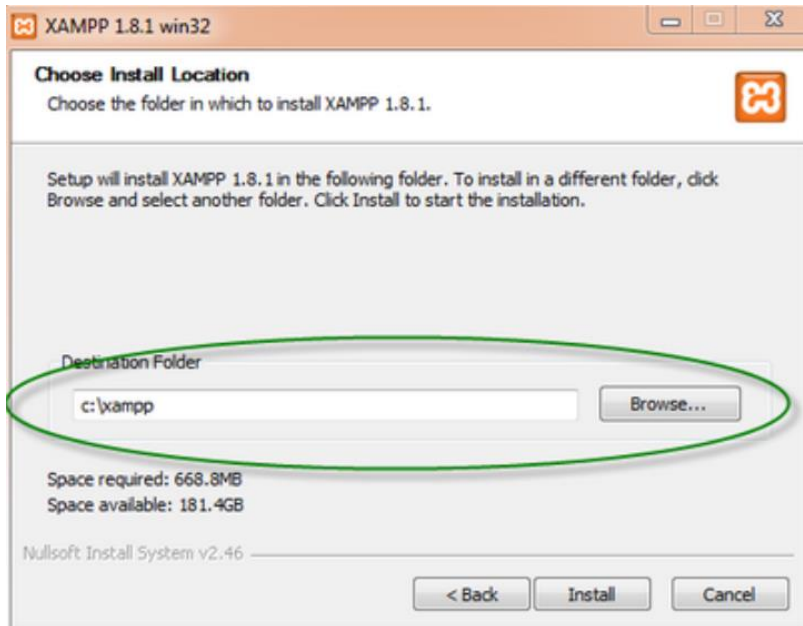 XAMPP 1.8.1 win32
Choose Install Location
Choose the folder in which to install XAMPP 1.8.1.
Setup will install XAMPP 1.8.1 in the following folder. To install in a different folder, click
Browse and select another folder. Click Install to start the installation.
Destination Folder
c:\xampp
Browse...
Space required: 668.8MB
Space available: 181.4GB
Nullsoft Install System v2.46
< Back
Install
Cancel